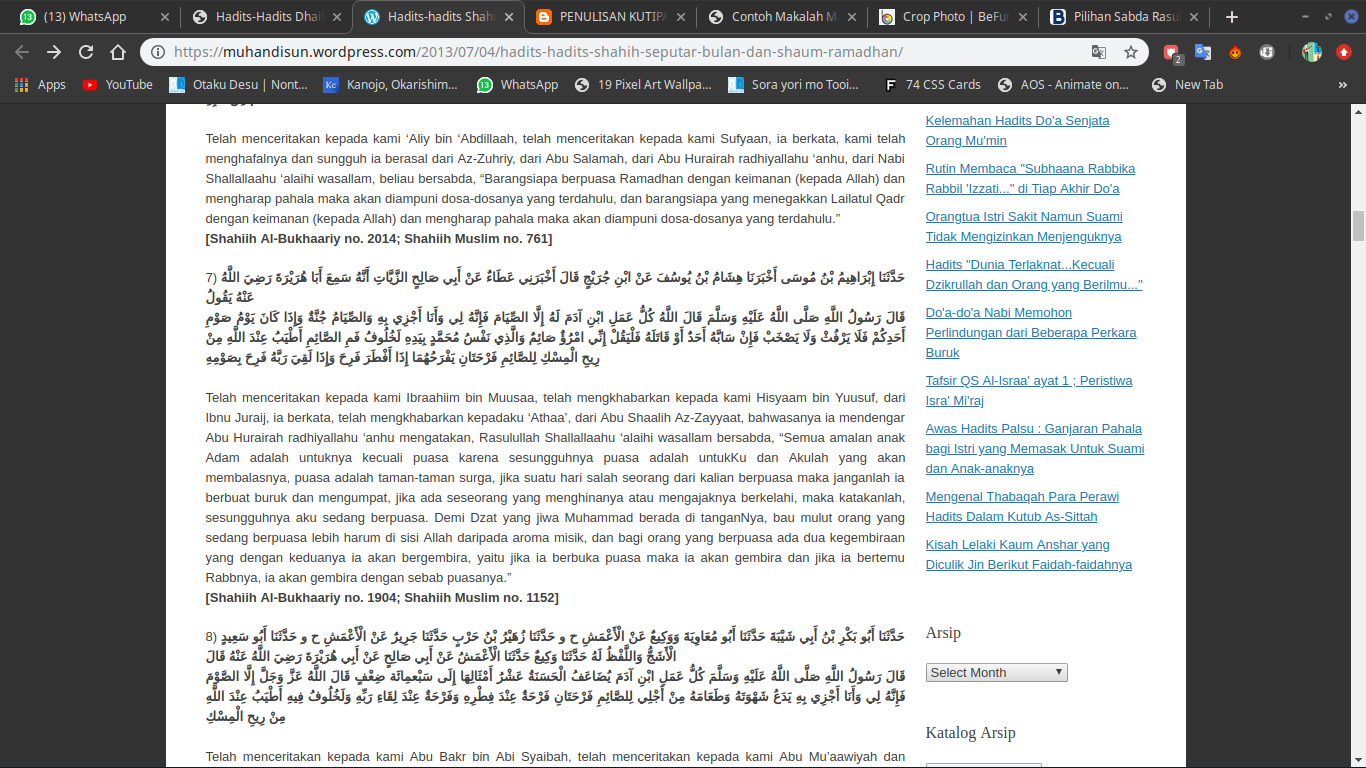 (13) WhatsApp
Hadits-Hadits Dhai
Hadits-hadits Shahi
PENULISAN KUTIPA
Contoh Makalah M
Crop Photo | BeFun
Pilihan Sabda Rasul
https://muhandisun.wordpress.com/2013/07/04/hadits-hadits-shahih-seputar-bulan-dan-shaum-ramadhan/
2
Apps
YouTube
Otaku Desu | Nont...
Kanojo, Okarishim...
WhatsApp
19 Pixel Art Wallpa...
Sora yori mo Tooi...
74 CSS Cards
AOS - Animate on...
New Tab
»
Telah menceritakan kepada kami ‘Aliy bin ‘Abdillaah, telah menceritakan kepada kami Sufyaan, ia berkata, kami telah
menghafalnya dan sungguh ia berasal dari Az-Zuhriy, dari Abu Salamah, dari Abu Hurairah radhiyallahu ‘anhu, dari Nabi
Shallallaahu ‘alaihi wasallam, beliau bersabda, “Barangsiapa berpuasa Ramadhan dengan keimanan (kepada Allah) dan
mengharap pahala maka akan diampuni dosa-dosanya yang terdahulu, dan barangsiapa yang menegakkan Lailatul Qadr
dengan keimanan (kepada Allah) dan mengharap pahala maka akan diampuni dosa-dosanya yang terdahulu.”
[Shahiih Al-Bukhaariy no. 2014; Shahiih Muslim no. 761]
7) حَدَّثَنَا إِبْرَاهِيمُ بْنُ مُوسَى أَخْبَرَنَا هِشَامُ بْنُ يُوسُفَ عَنْ ابْنِ جُرَيْجٍ قَالَ أَخْبَرَنِي عَطَاءٌ عَنْ أَبِي صَالِحٍ الزَّيَّاتِ أَنَّهُ سَمِعَ أَبَا هُرَيْرَةَ رَضِيَ اللَّهُ
عَنْهُ يَقُولُ
قَالَ رَسُولُ اللَّهِ صَلَّى اللَّهُ عَلَيْهِ وَسَلَّمَ قَالَ اللَّهُ كُلُّ عَمَلِ ابْنِ آدَمَ لَهُ إِلَّا الصِّيَامَ فَإِنَّهُ لِي وَأَنَا أَجْزِي بِهِ وَالصِّيَامُ جُنَّةٌ وَإِذَا كَانَ يَوْمُ صَوْمِ
أَحَدِكُمْ فَلَا يَرْفُثْ وَلَا يَصْخَبْ فَإِنْ سَابَّهُ أَحَدٌ أَوْ قَاتَلَهُ فَلْيَقُلْ إِنِّي امْرُؤٌ صَائِمٌ وَالَّذِي نَفْسُ مُحَمَّدٍ بِيَدِهِ لَخُلُوفُ فَمِ الصَّائِمِ أَطْيَبُ عِنْدَ اللَّهِ مِنْ
رِيحِ الْمِسْكِ لِلصَّائِمِ فَرْحَتَانِ يَفْرَحُهُمَا إِذَا أَفْطَرَ فَرِحَ وَإِذَا لَقِيَ رَبَّهُ فَرِحَ بِصَوْمِهِ
Telah menceritakan kepada kami Ibraahiim bin Muusaa, telah mengkhabarkan kepada kami Hisyaam bin Yuusuf, dari
Ibnu Juraij, ia berkata, telah mengkhabarkan kepadaku ‘Athaa’, dari Abu Shaalih Az-Zayyaat, bahwasanya ia mendengar
Abu Hurairah radhiyallahu ‘anhu mengatakan, Rasulullah Shallallaahu ‘alaihi wasallam bersabda, “Semua amalan anak
Adam adalah untuknya kecuali puasa karena sesungguhnya puasa adalah untukKu dan Akulah yang akan
membalasnya, puasa adalah taman-taman surga, jika suatu hari salah seorang dari kalian berpuasa maka janganlah ia
berbuat buruk dan mengumpat, jika ada seseorang yang menghinanya atau mengajaknya berkelahi, maka katakanlah,
sesungguhnya aku sedang berpuasa. Demi Dzat yang jiwa Muhammad berada di tanganNya, bau mulut orang yang
sedang berpuasa lebih harum di sisi Allah daripada aroma misik, dan bagi orang yang berpuasa ada dua kegembiraan
yang dengan keduanya ia akan bergembira, yaitu jika ia berbuka puasa maka ia akan gembira dan jika ia bertemu
Rabbnya, ia akan gembira dengan sebab puasanya.”
[Shahiih Al-Bukhaariy no. 1904; Shahiih Muslim no. 1152]
8) حَدَّثَنَا أَبُو بَكْرِ بْنُ أَبِي شَيْبَةَ حَدَّثَنَا أَبُو مُعَاوِيَةَ وَوَكِيعٌ عَنْ الْأَعْمَشِ ح و حَدَّثَنَا زُهَيْرُ بْنُ حَرْبٍ حَدَّثَنَا جَرِيرٌ عَنْ الْأَعْمَشِ ح و حَدَّثَنَا أَبُو سَعِيدٍ
الْأَشَجُّ وَاللَّفْظُ لَهُ حَدَّثَنَا وَكِيعٌ حَدَّثَنَا الْأَعْمَشُ عَنْ أَبِي صَالِحٍ عَنْ أَبِي هُرَيْرَةَ رَضِيَ اللَّهُ عَنْهُ قَالَ
قَالَ رَسُولُ اللَّهِ صَلَّى اللَّهُ عَلَيْهِ وَسَلَّمَ كُلُّ عَمَلِ ابْنِ آدَمَ يُضَاعَفُ الْحَسَنَةُ عَشْرُ أَمْثَالِهَا إِلَى سَبْعمِائَة ضِعْفٍ قَالَ اللَّهُ عَزَّ وَجَلَّ إِلَّا الصَّوْمَ
فَإِنَّهُ لِي وَأَنَا أَجْزِي بِهِ يَدَعُ شَهْوَتَهُ وَطَعَامَهُ مِنْ أَجْلِي لِلصَّائِمِ فَرْحَتَانِ فَرْحَةٌ عِنْدَ فِطْرِهِ وَفَرْحَةٌ عِنْدَ لِقَاءِ رَبِّهِ وَلَخُلُوفُ فِيهِ أَطْيَبُ عِنْدَ اللَّهِ
مِنْ رِيحِ الْمِسْكِ
Telah menceritakan kepada kami Abu Bakr bin Abi Syaibah, telah menceritakan kepada kami Abu Mu’aawiyah dan
Kelemahan Hadits Do'a Senjata
Orang Mu'min
Rutin Membaca "Subhaana Rabbika
Rabbil 'Izzati..." di Tiap Akhir Do'a
Orangtua Istri Sakit Namun Suami
Tidak Mengizinkan Menjenguknya
Hadits "Dunia Terlaknat...Kecuali
Dzikrullah dan Orang yang Berilmu..."
Do'a-do'a Nabi Memohon
Perlindungan dari Beberapa Perkara
Buruk
Tafsir QS Al-Israa' ayat 1 ; Peristiwa
Isra' Mi'raj
Awas Hadits Palsu : Ganjaran Pahala
bagi Istri yang Memasak Untuk Suami
dan Anak-anaknya
Mengenal Thabaqah Para Perawi
Hadits Dalam Kutub As-Sittah
Kisah Lelaki Kaum Anshar yang
Diculik Jin Berikut Faidah-faidahnya
Arsip
Select Month
Katalog Arsip